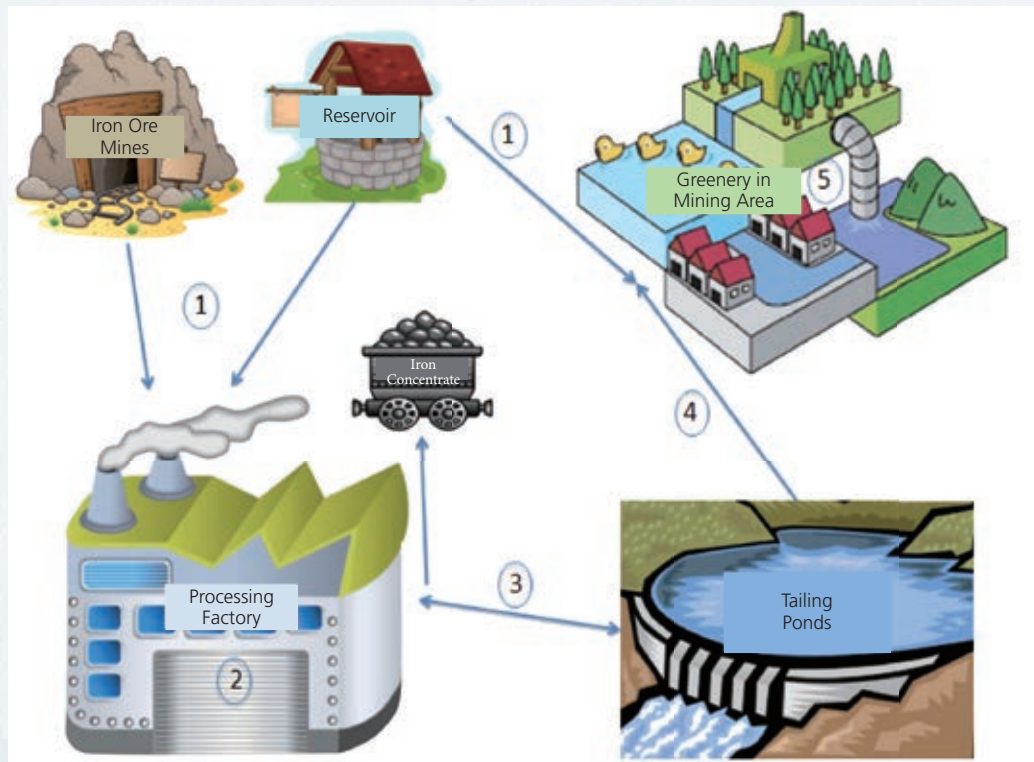 Iron Ore
Mines
Reservoir
1
Greenery in
Mining Area
5
1
Iron
Concentrate
4
3
Processing
Factory
2
Tailing
Ponds